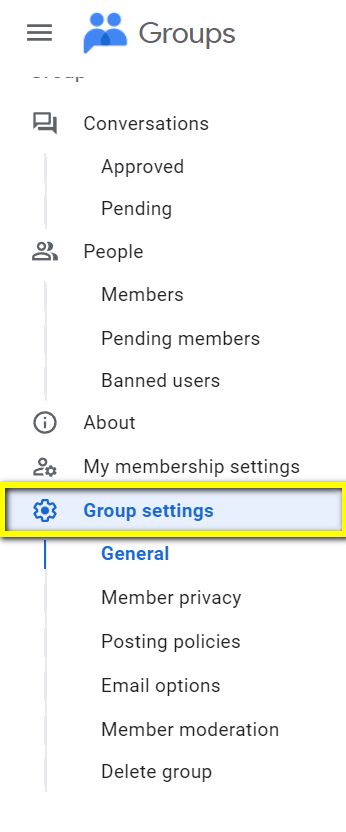 Groups
Conversations
Approved
Pending
People
Members
Pending members
Banned users
About
My membership settings
Group settings
General
Member privacy
Posting policies
Email options
Member moderation
Delete group